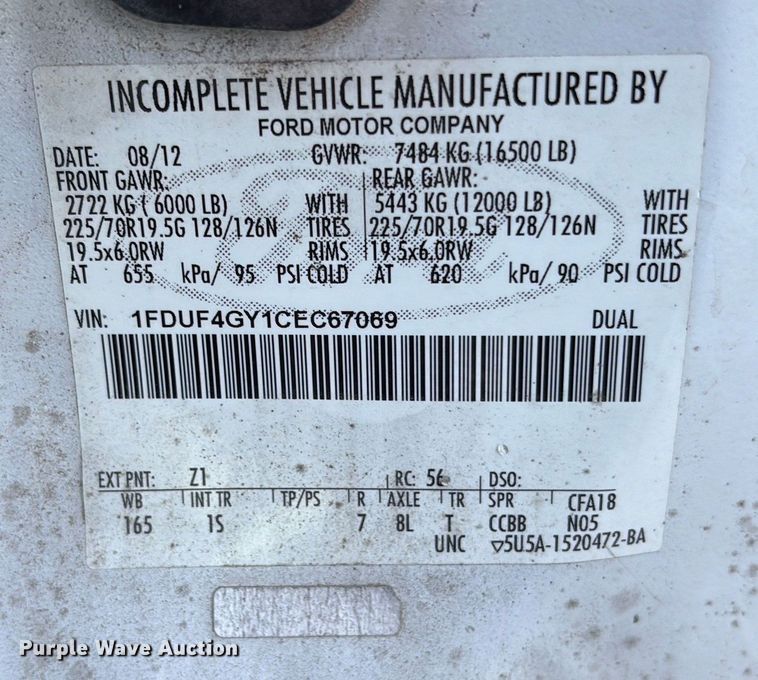 INCOMPLETE VEHICLE MANUFACTURED BY
FORD MOTOR COMPANY
DATE: 08/12 GVWR: 7484 KG (16500 LB)
FRONT GAWR: REAR GAWR:
2722 KG ( 6000 LB) WITH 5443 KG (12000 LB) WITH
225/70R19.5G 128/126N TIRES 225/70R19.5G 128/126N TIRES
19.5x6.0RW RIMS 19.5x6.0RW RIMS
AT 655 kPa/ 95 PSI COLD AT 620 kPa/ 90 PSI COLD
VIN: 1FDUF4GY1CEC67069 DUAL
EXT PNT: Z1 RC: 56 DSO:
WB INT TR TP/PS R AXLE TR SPR CFA18
165 1S 7 8L T CCBB N05
UNC ▽5U5A-1520472-BA
Purple Wave Auction